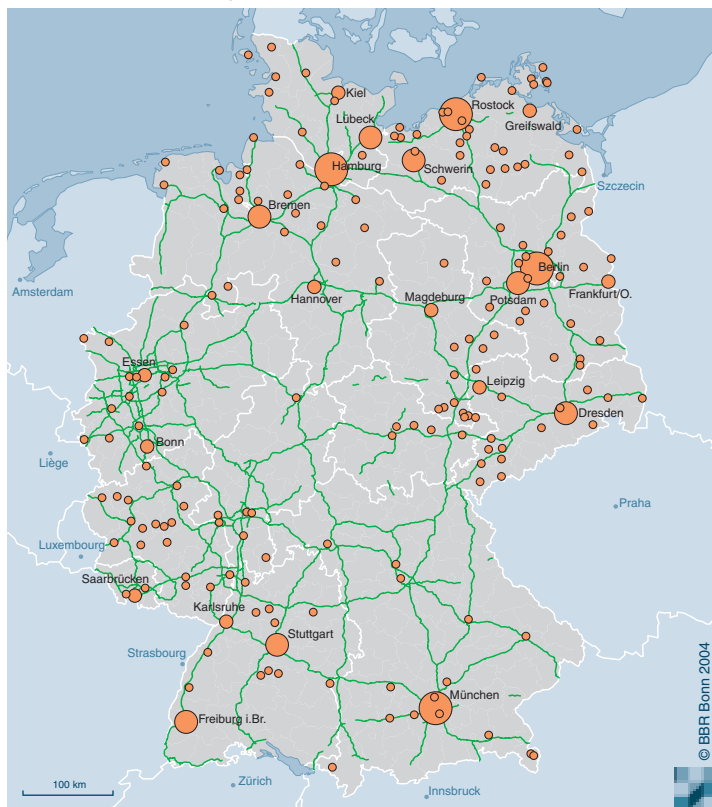 Kiel
Rostock
Lübeck
Greifswald
Hamburg
Schwerin
Szczecin
Bremen
Berlin
Amsterdam
Hannover
Potsdam
Frankfurt/O.
Magdeburg
Essen
Leipzig
Dresden
Bonn
Liège
Praha
Luxembourg
Saarbrücken
Karlsruhe
Stuttgart
Strasbourg
München
Freiburg i.Br.
100 km
Zürich
Innsbruck
© BBR Bonn 2004